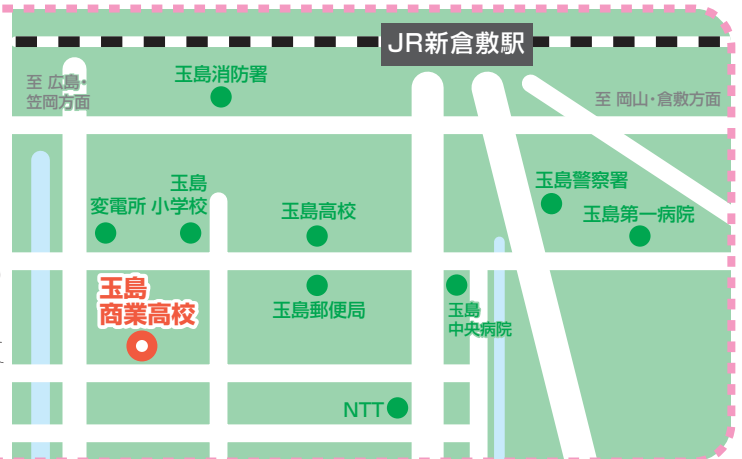 JR新倉敷駅
玉島消防署
至 広島・
笠岡方面
至 岡山・倉敷方面
玉島警察署
玉島
変電所 小学校
玉島高校
玉島第一病院
玉島
商業高校
玉島郵便局
玉島
中央病院
NTT